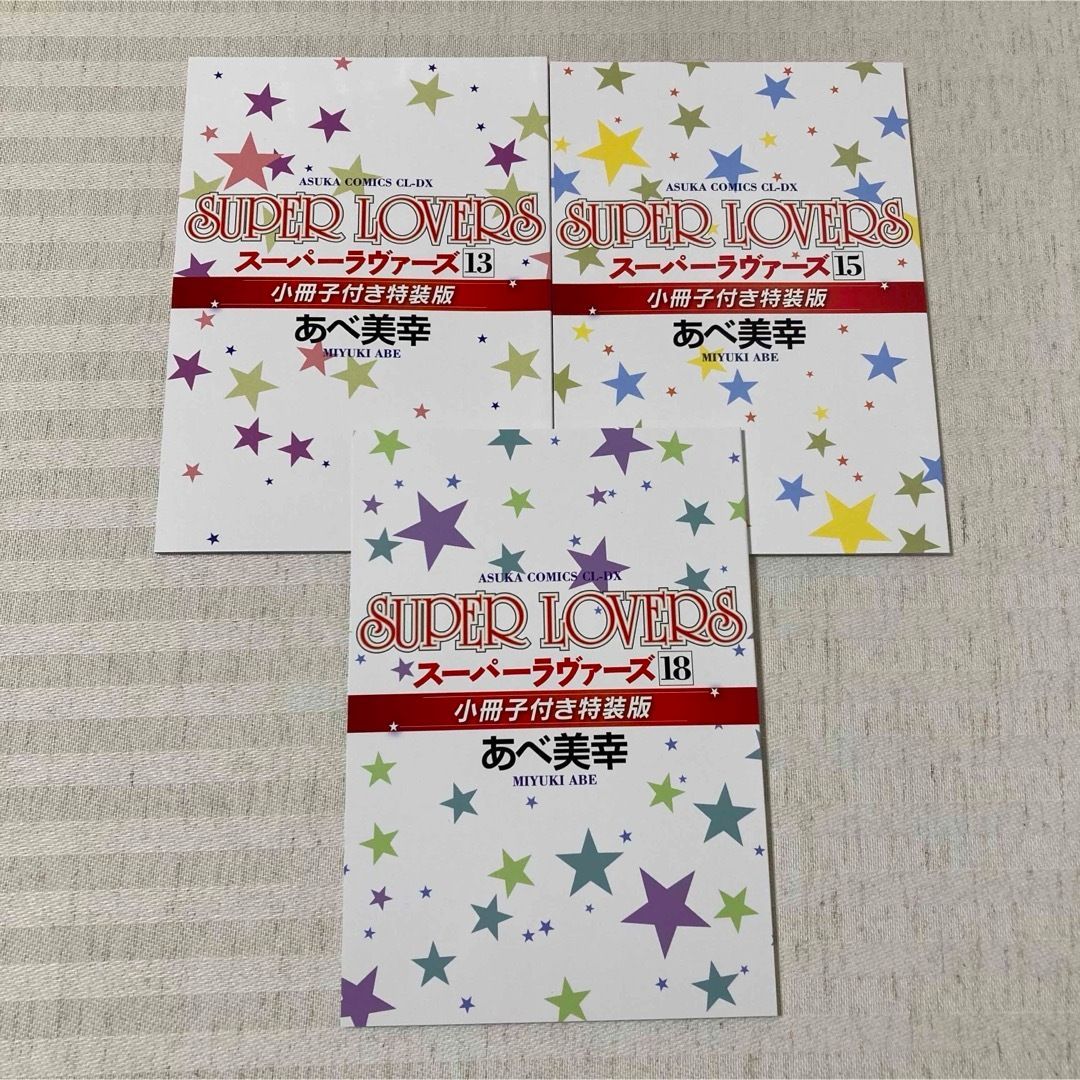 ASUKA COMICS CL-DX
SUPER LOVERS
スーパーラヴァーズ 13
小冊子付き特装版
あべ美幸
MIYUKI ABE
ASUKA COMICS CL-DX
SUPER LOVERS
スーパーラヴァーズ 15
小冊子付き特装版
あべ美幸
MIYUKI ABE
ASUKA COMICS CL-DX
SUPER LOVERS
スーパーラヴァーズ 18
小冊子付き特装版
あべ美幸
MIYUKI ABE